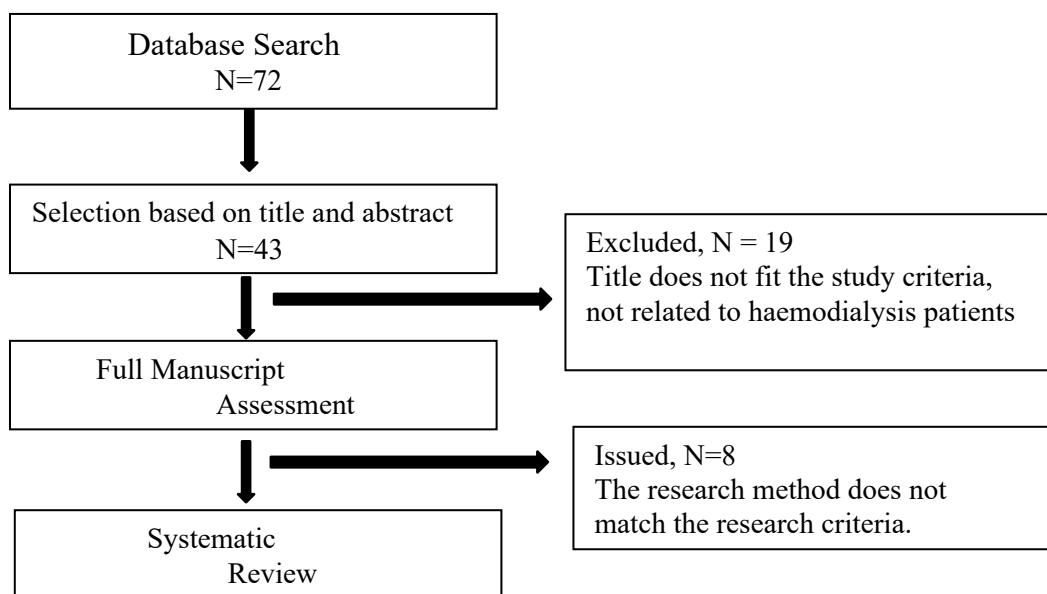 Database Search
N=72
Selection based on title and abstract
N=43
Excluded, N = 19
Title does not fit the study criteria,
not related to haemodialysis patients
Full Manuscript
Assessment
Issued, N=8
The research method does not
match the research criteria.
Systematic
Review